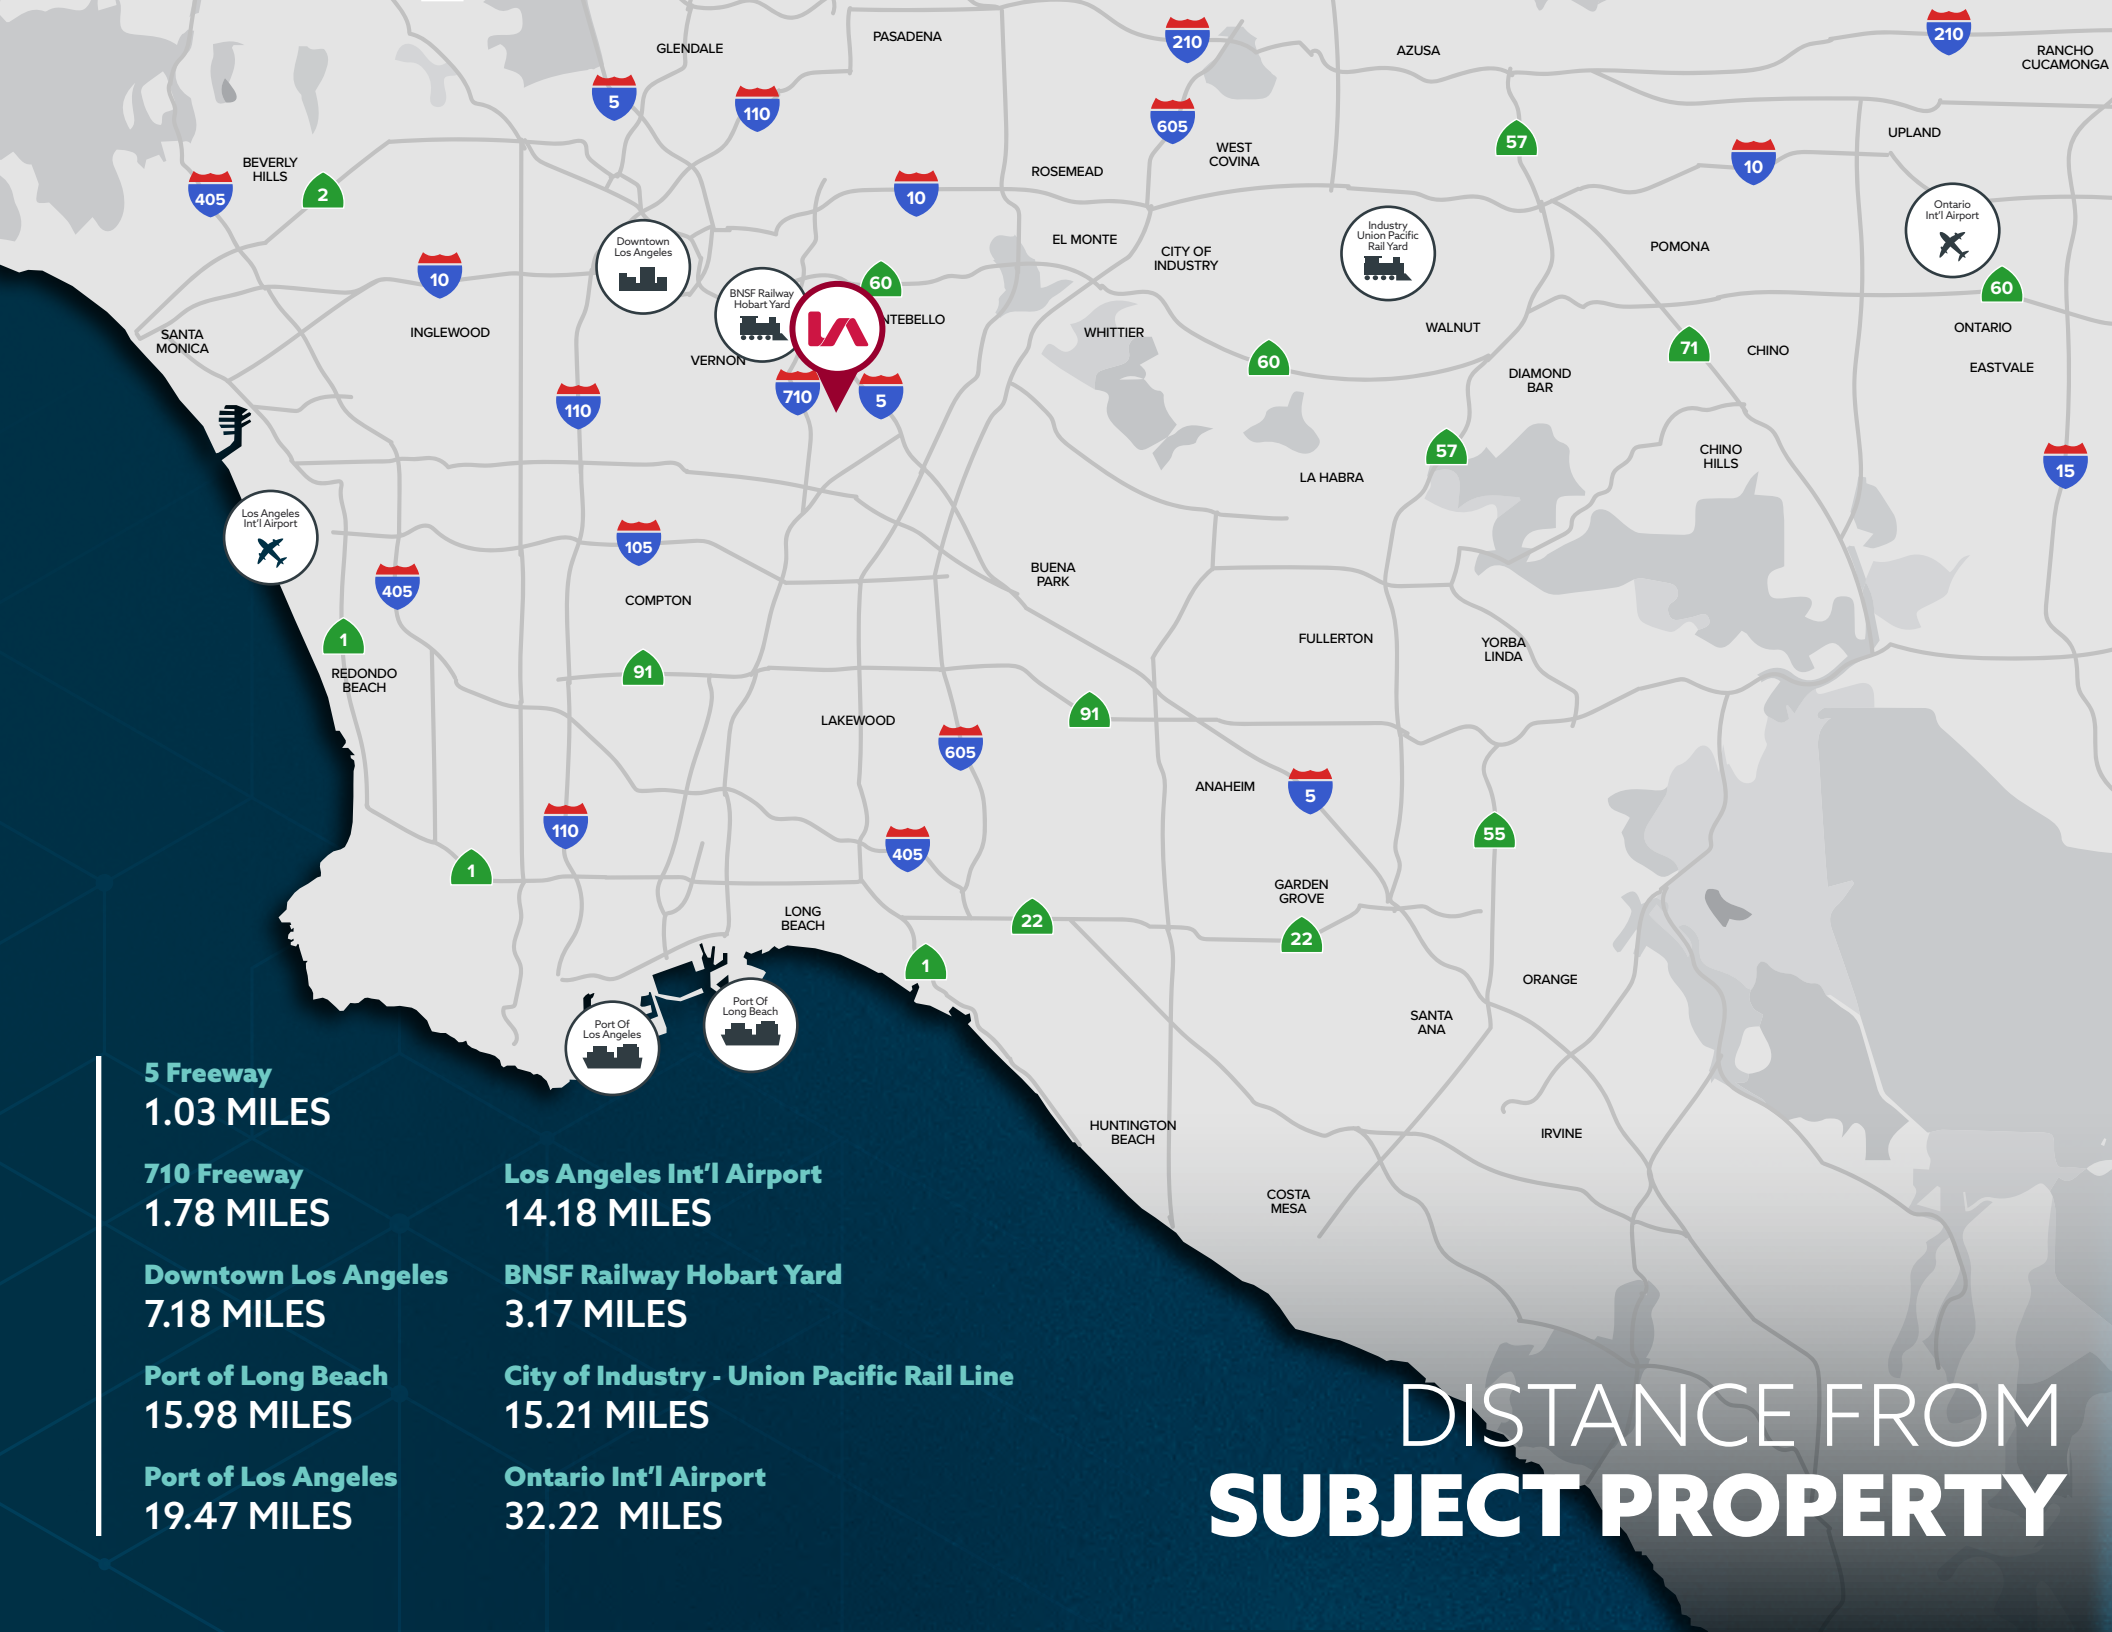 GLENDALE
PASADENA
210
AZUSA
210
RANCHO
CUCAMONGA
5
110
605
WEST
COVINA
57
UPLAND
10
BEVERLY
HILLS
405
2
10
ROSEMEAD
Ontario
Int'l Airport
Downtown
Los Angeles
EL MONTE
CITY OF
INDUSTRY
Industry
Union Pacific
Rail Yard
POMONA
10
60
60
BNSF Railway
Hobart Yard
NTEBELLO
SANTA
MONICA
INGLEWOOD
VERNON
WHITTIER
WALNUT
ONTARIO
71
CHINO
EASTVALE
60
DIAMOND
BAR
110
710
5
57
CHINO
HILLS
15
LA HABRA
Los Angeles
Int'l Airport
105
405
COMPTON
BUENA
PARK
1
REDONDO
BEACH
91
FULLERTON
YORBA
LINDA
LAKEWOOD
91
605
ANAHEIM
5
110
405
55
1
LONG
BEACH
22
GARDEN
GROVE
22
1
ORANGE
Port Of
Long Beach
Port Of
Los Angeles
SANTA
ANA
HUNTINGTON
BEACH
IRVINE
COSTA
MESA
5 Freeway
1.03 MILES
710 Freeway
1.78 MILES
Downtown Los Angeles
7.18 MILES
Port of Long Beach
15.98 MILES
Port of Los Angeles
19.47 MILES
Los Angeles Int'l Airport
14.18 MILES
BNSF Railway Hobart Yard
3.17 MILES
City of Industry - Union Pacific Rail Line
15.21 MILES
Ontario Int'l Airport
32.22 MILES
DISTANCE FROM
SUBJECT PROPERTY